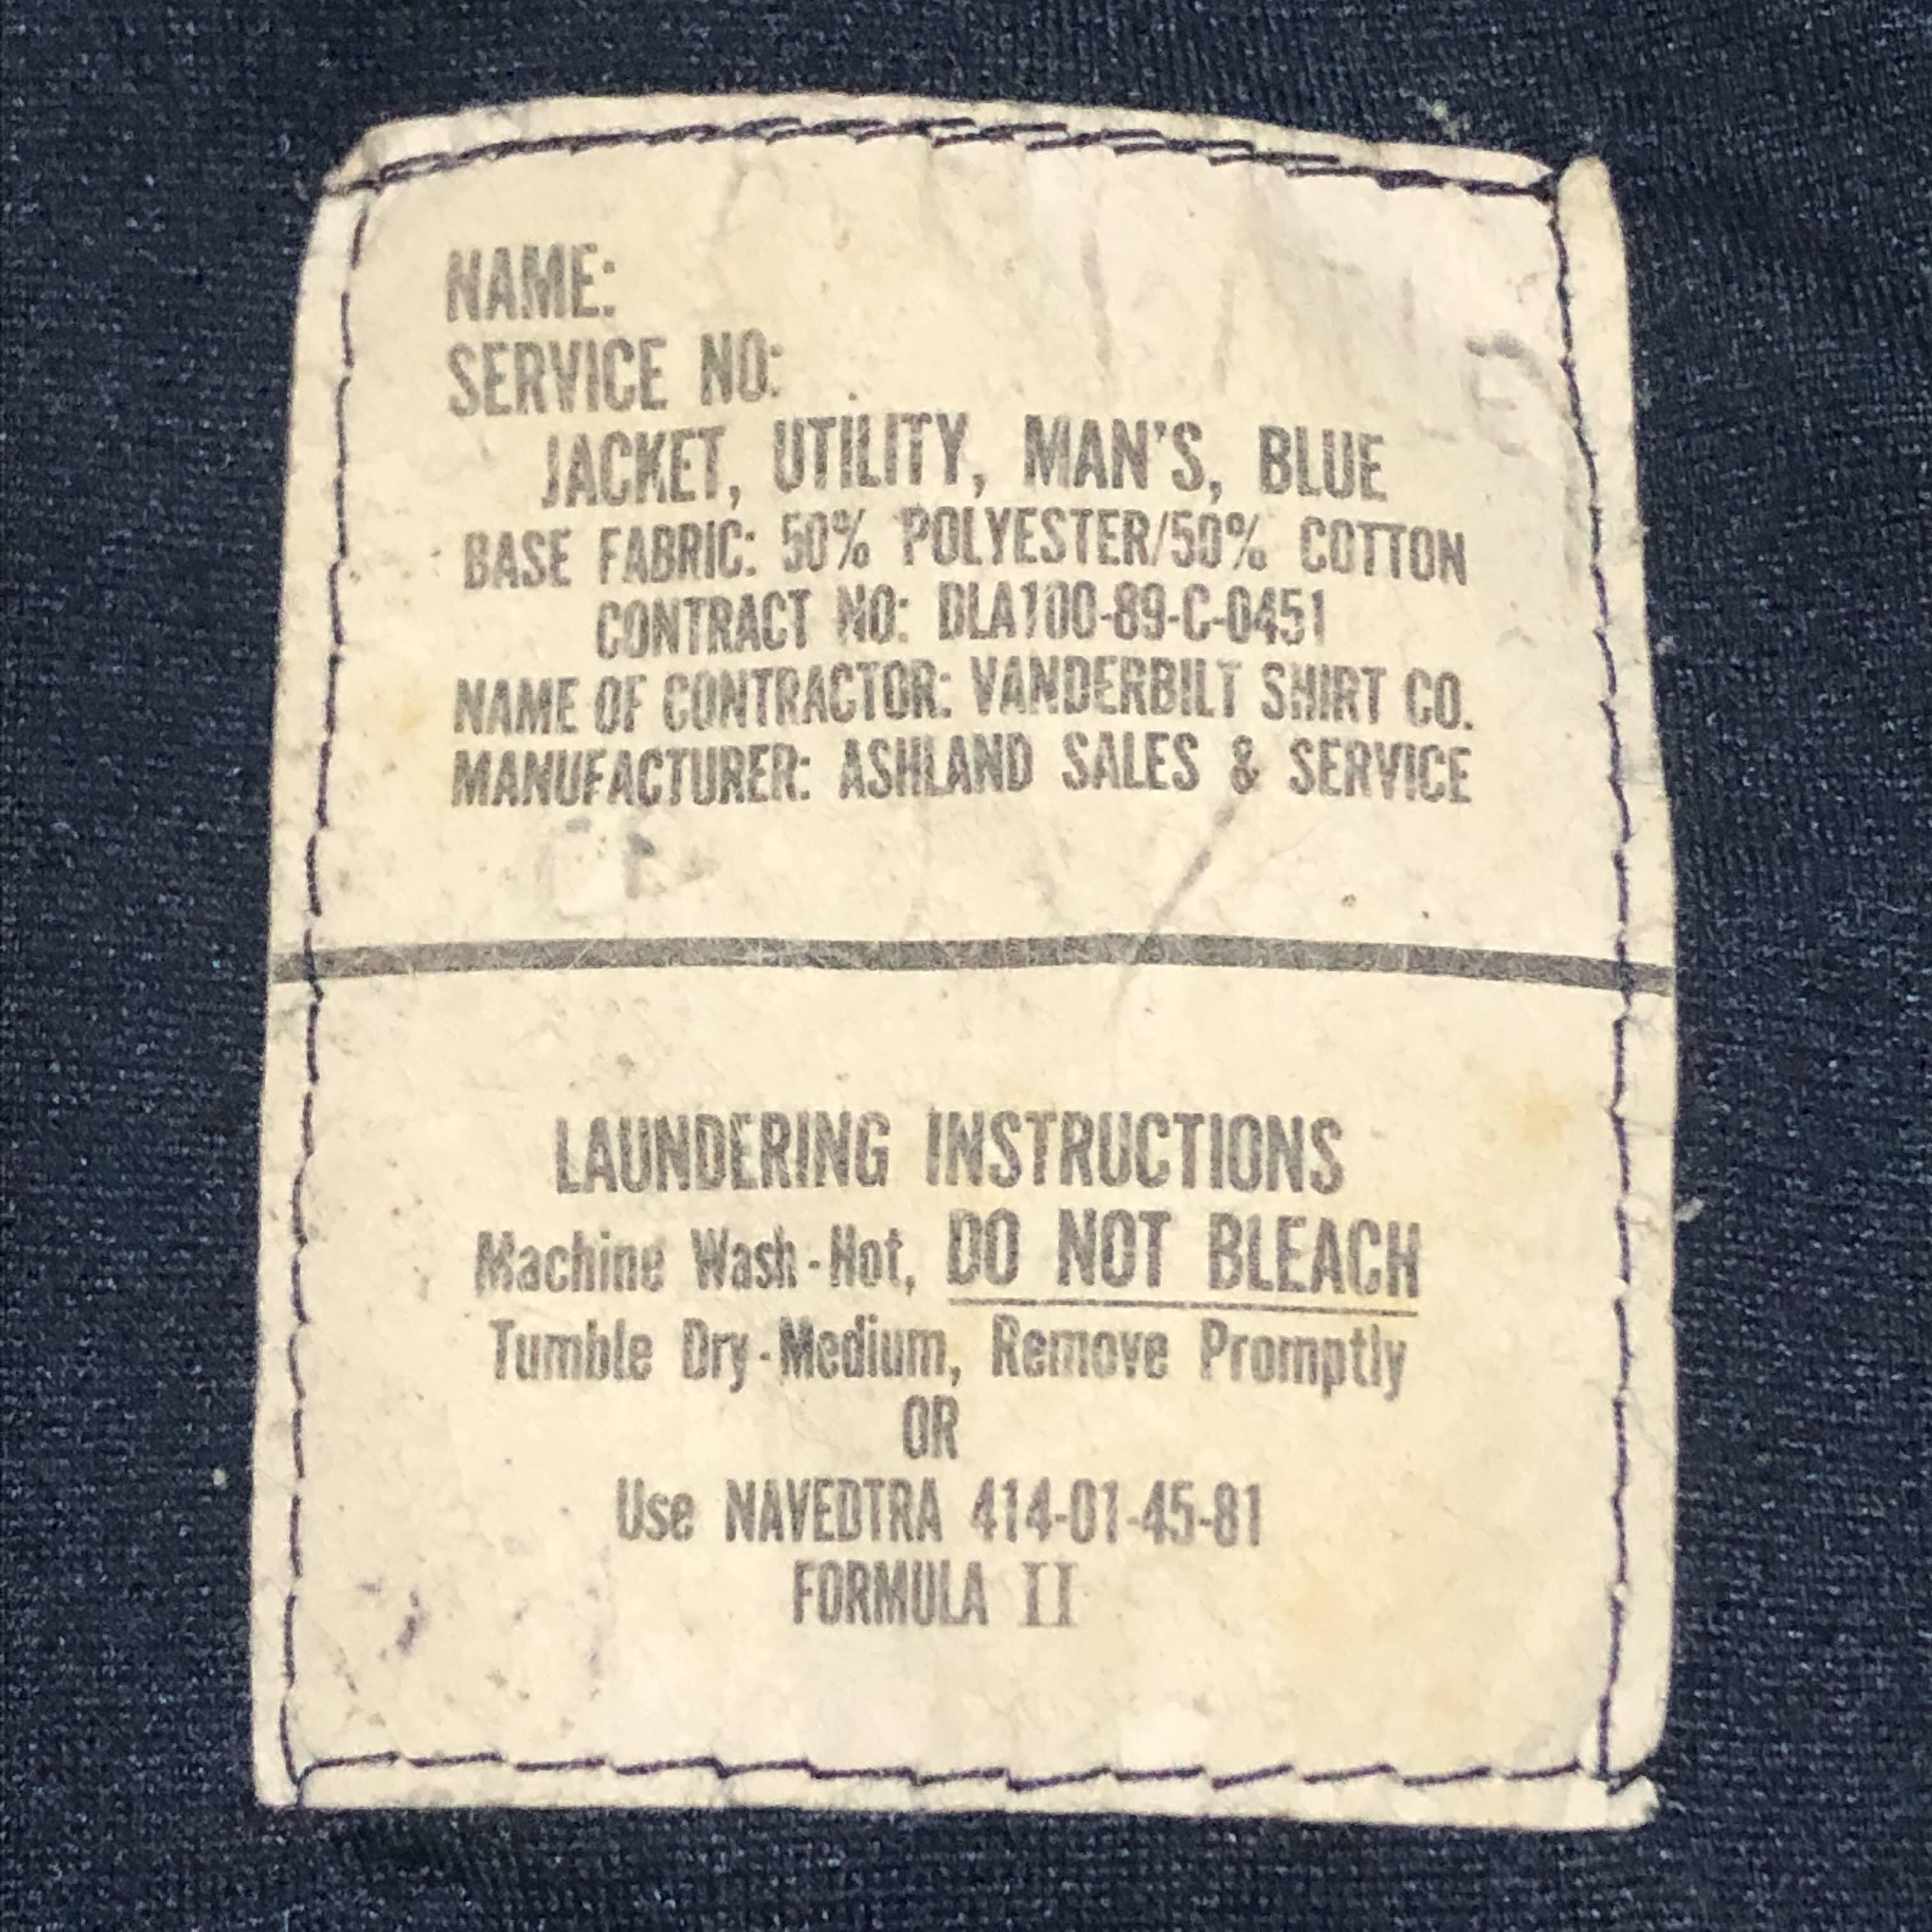 NAME:
SERVICE NO:
JACKET, UTILITY, MAN'S, BLUE
BASE FABRIC: 50% POLYESTER/50% COTTON
CONTRACT NO: DLA100-89-C-0451
NAME OF CONTRACTOR: VANDERBILT SHIRT CO.
MANUFACTURER: ASHLAND SALES & SERVICE
LAUNDERING INSTRUCTIONS
Machine Wash-Hot, DO NOT BLEACH
Tumble Dry-Medium, Remove Promptly
OR
Use NAVEDTRA 414-01-45-81
FORMULA II